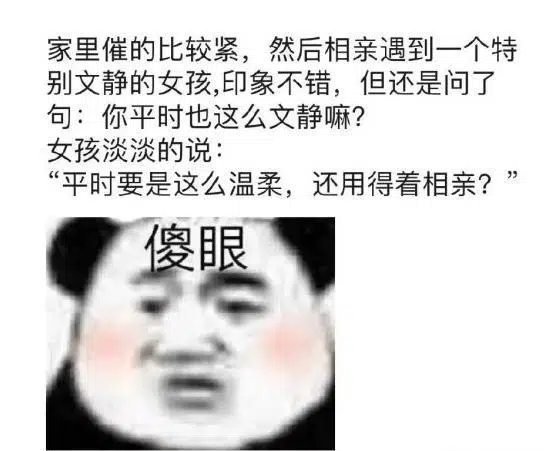 家里催的比较紧，然后相亲遇到一个特
别文静的女孩,印象不错，但还是问了
句：你平时也这么文静嘛？
女孩淡淡的说：
“平时要是这么温柔，还用得着相亲？”
傻眼